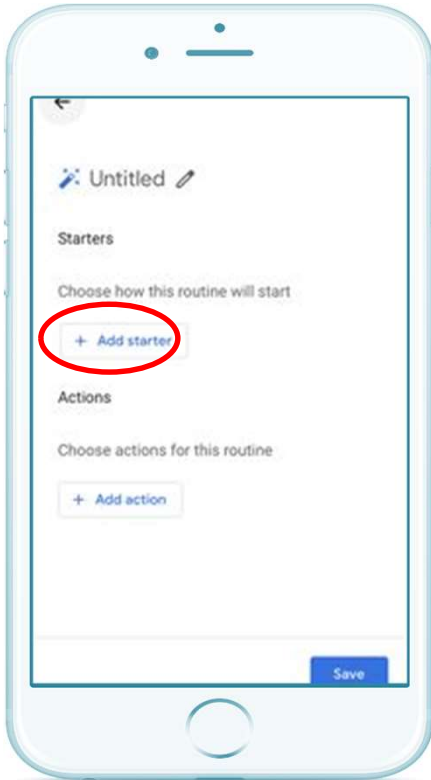 Untitled
Starters
Choose how this routine will start
+ Add starter
Actions
Choose actions for this routine
+ Add action
Save